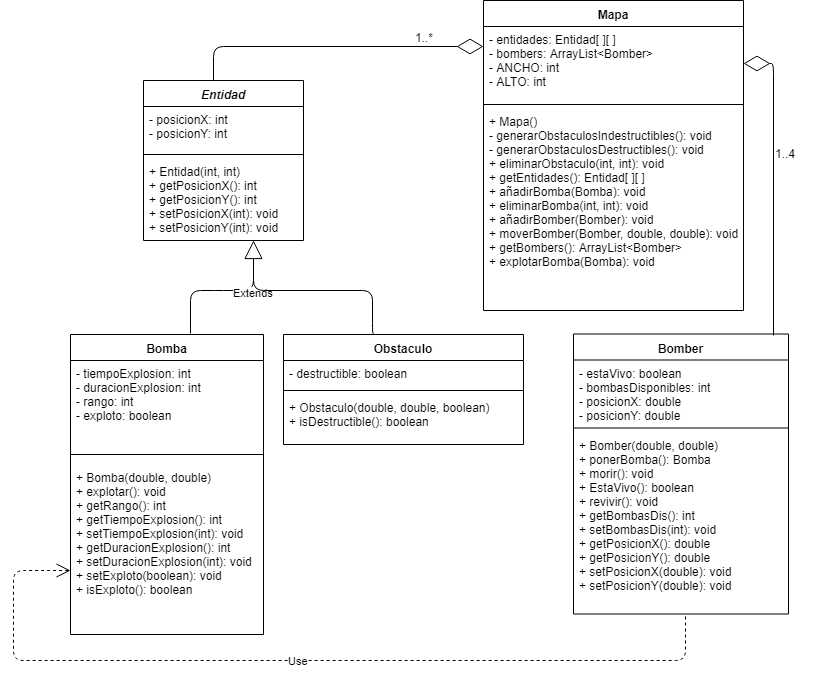 Mapa
- entidades: Entidad[ ][ ]
- bombers: ArrayList<Bomber>
- ANCHO: int
- ALTO: int
+ Mapa()
- generarObstaculosIndestructibles(): void
- generarObstaculosDestructibles(): void
+ eliminarObstaculo(int, int): void
+ getEntidades(): Entidad[ ][ ]
+ añadirBomba(Bomba): void
+ eliminarBomba(int, int): void
+ añadirBomber(Bomber): void
+ moverBomber(Bomber, double, double): void
+ getBombers(): ArrayList<Bomber>
+ explotarBomba(Bomba): void
1..*
1..4
Entidad
- posicionX: int
- posicionY: int
+ Entidad(int, int)
+ getPosicionX(): int
+ getPosicionY(): int
+ setPosicionX(int): void
+ setPosicionY(int): void
Extends
Bomba
- tiempoExplosion: int
- duracionExplosion: int
- rango: int
- exploto: boolean
+ Bomba(double, double)
+ explotar(): void
+ getRango(): int
+ getTiempoExplosion(): int
+ setTiempoExplosion(int): void
+ getDuracionExplosion(): int
+ setDuracionExplosion(int): void
+ setExploto(boolean): void
+ isExploto(): boolean
Obstaculo
- destructible: boolean
+ Obstaculo(double, double, boolean)
+ isDestructible(): boolean
Bomber
- estaVivo: boolean
- bombasDisponibles: int
- posicionX: double
- posicionY: double
+ Bomber(double, double)
+ ponerBomba(): Bomba
+ morir(): void
+ EstaVivo(): boolean
+ revivir(): void
+ getBombasDis(): int
+ setBombasDis(int): void
+ getPosicionX(): double
+ getPosicionY(): double
+ setPosicionX(double): void
+ setPosicionY(double): void
Use